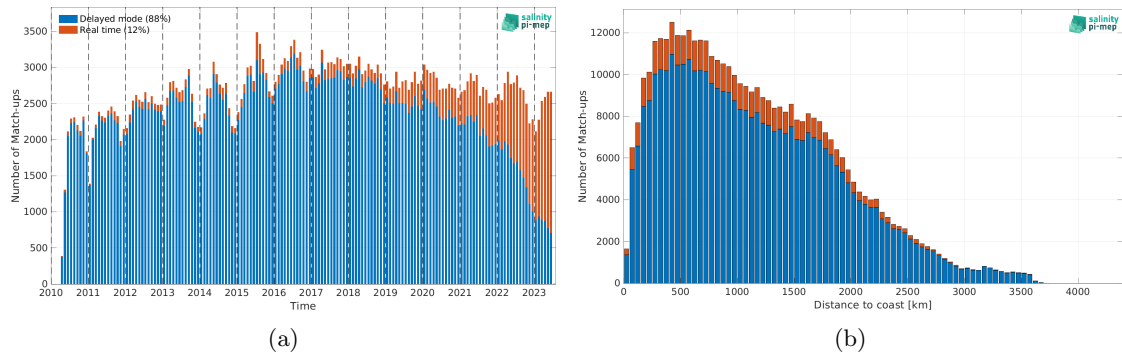 Delayed mode (88%)
Real time (12%)
salinity
pi-mep
Number of Match-ups
3500
3000
2500
2000
1500
1000
500
0
2010 2011 2012 2013 2014 2015 2016 2017 2018 2019 2020 2021 2022 2023
Time
(a)
salinity
pi-mep
Number of Match-ups
12000
10000
8000
6000
4000
2000
0
0 500 1000 1500 2000 2500 3000 3500 4000
Distance to coast [km]
(b)